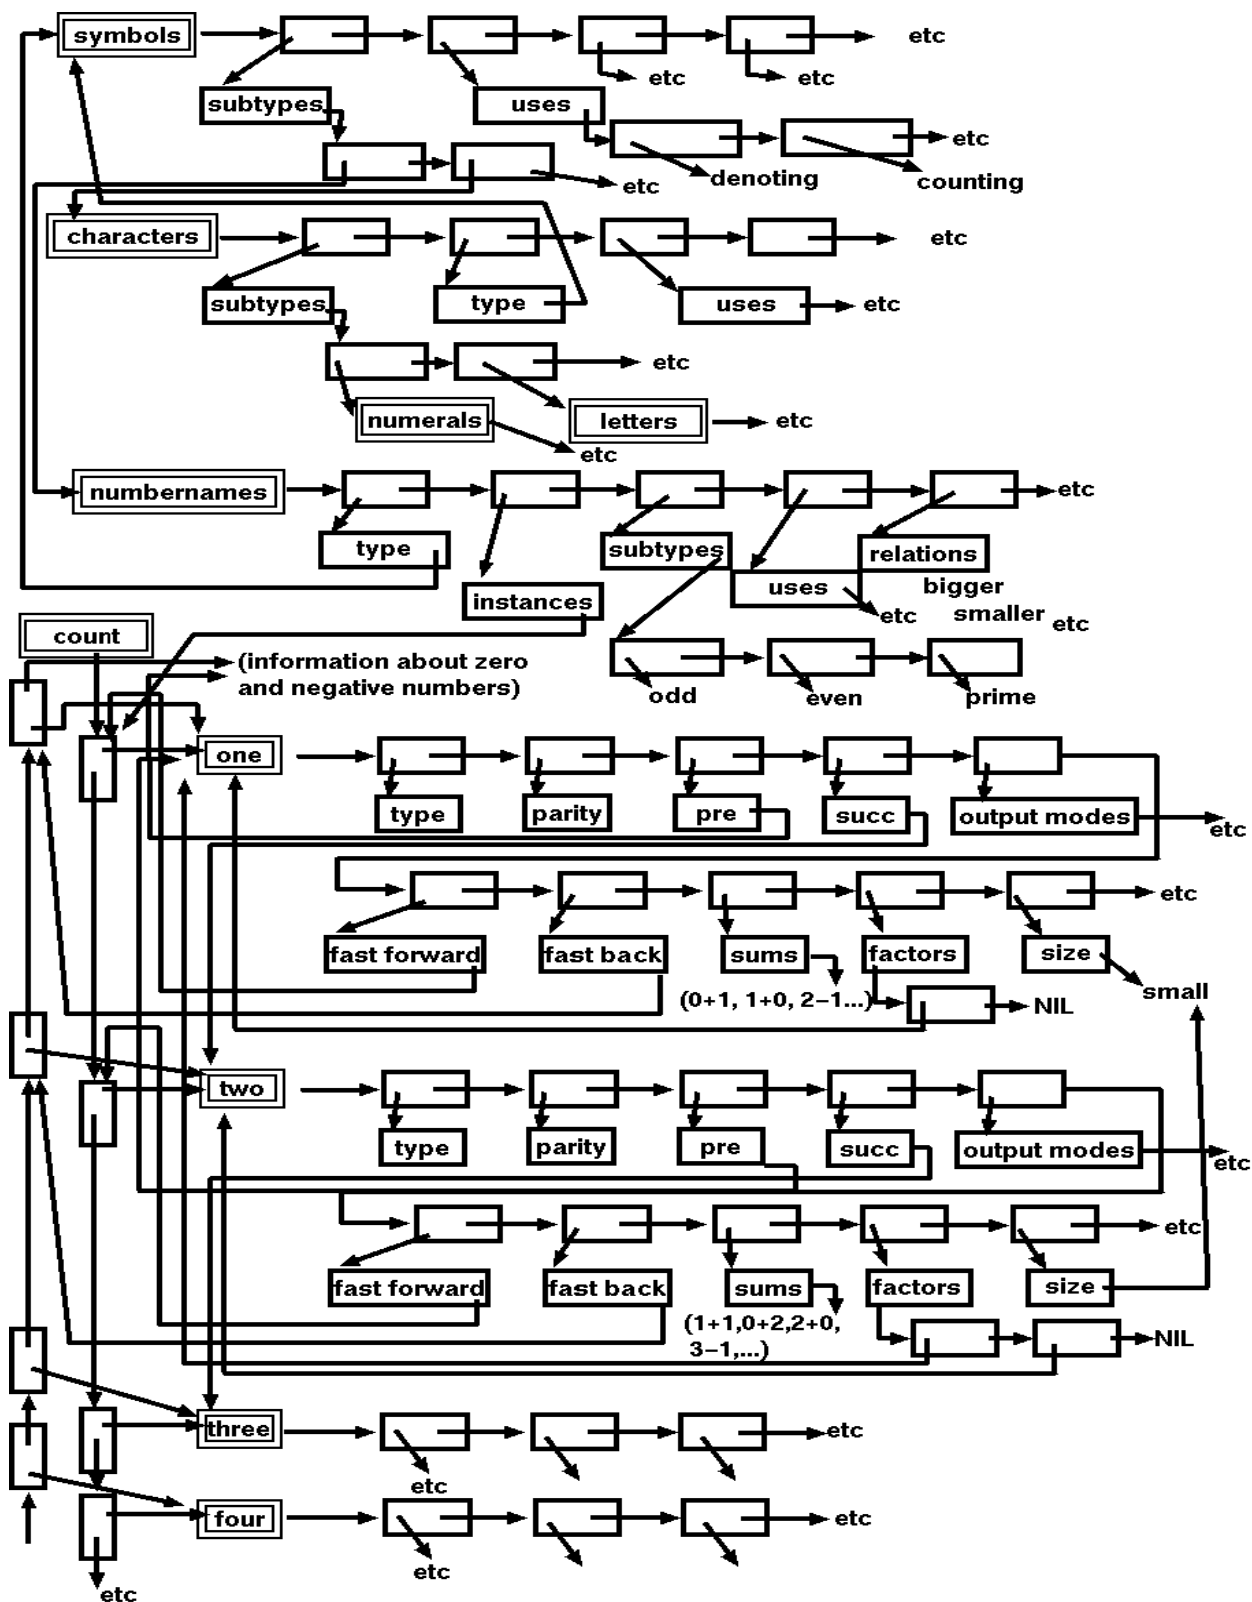 symbols
etc
etc
etc
subtypes
uses
etc
denoting
etc
counting
characters
etc
subtypes
type
uses
etc
etc
numerals
letters
etc
etc
numbernames
etc
type
subtypes
relations
instances
uses
bigger
etc
smaller
etc
count
(information about zero
and negative numbers)
odd
even
prime
one
type
parity
pre
succ
output modes
etc
etc
fast forward
fast back
sums
factors
size
(0+1, 1+0, 2−1...)
NIL
small
two
type
parity
pre
succ
output modes
etc
etc
fast forward
fast back
sums
factors
size
(1+1,0+2,2+0,
3−1,...)
NIL
three
etc
etc
four
etc
etc
etc